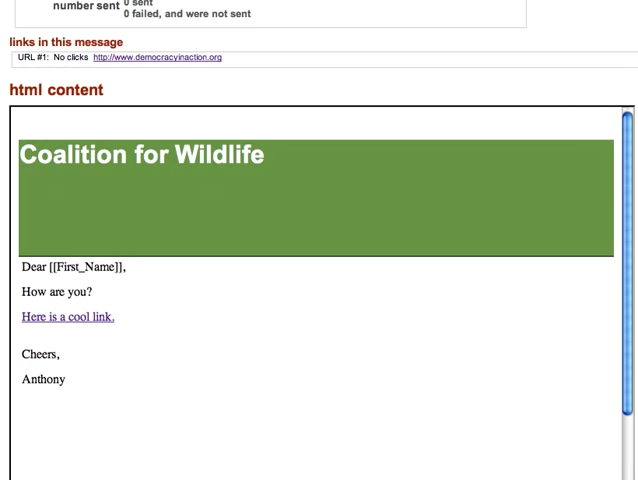 number sent 0 sent
0 failed, and were not sent
links in this message
URL #1: No clicks http://www.democracyinaction.org
html content
Coalition for Wildlife
Dear [[First_Name]],
How are you?
Here is a cool link.
Cheers,
Anthony